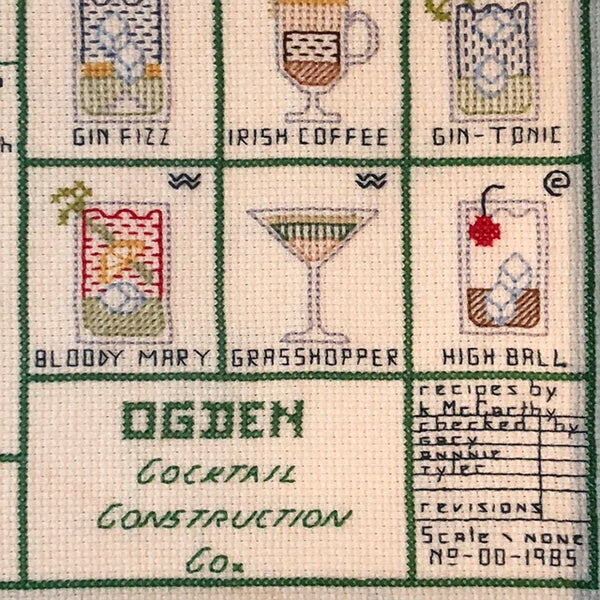 GIN FIZZ
IRISH COFFEE
GIN-TONIC
h
BLOODY MARY
GRASSHOPPER
HIGH BALL
OGDEN
COCKTAIL
CONSTRUCTION
Co.
recipes by
K McCarthy
checked by
Gary
Tyler
revisions
Scale \ NONE
Nº-00-1985